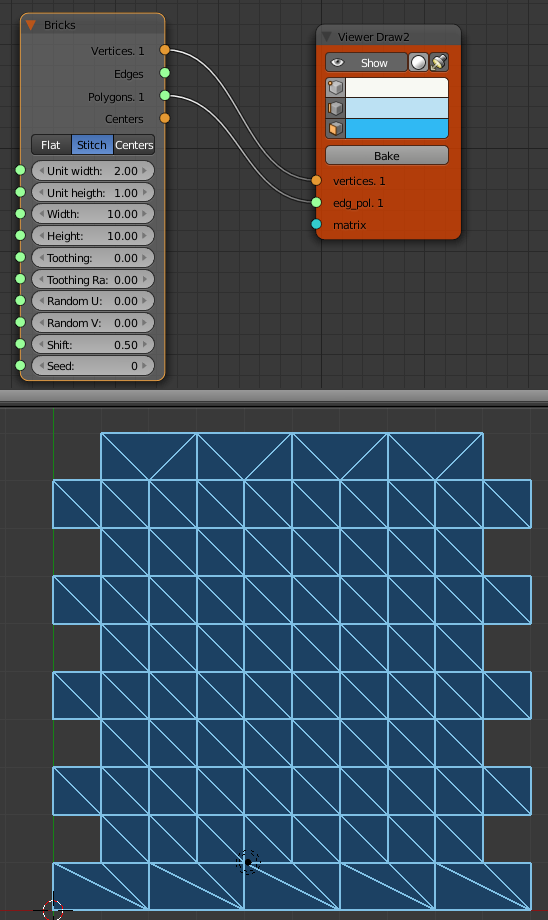 Bricks
Vertices. 1
Edges
Polygons. 1
Centers
Flat Stitch Centers
Unit width: 2.00
Unit heigth: 1.00
Width: 10.00
Height: 10.00
Toothing: 0.00
Toothing Ra: 0.00
Random U: 0.00
Random V: 0.00
Shift: 0.50
Seed: 0
Viewer Draw2
Show
Bake
vertices. 1
edg_pol. 1
matrix